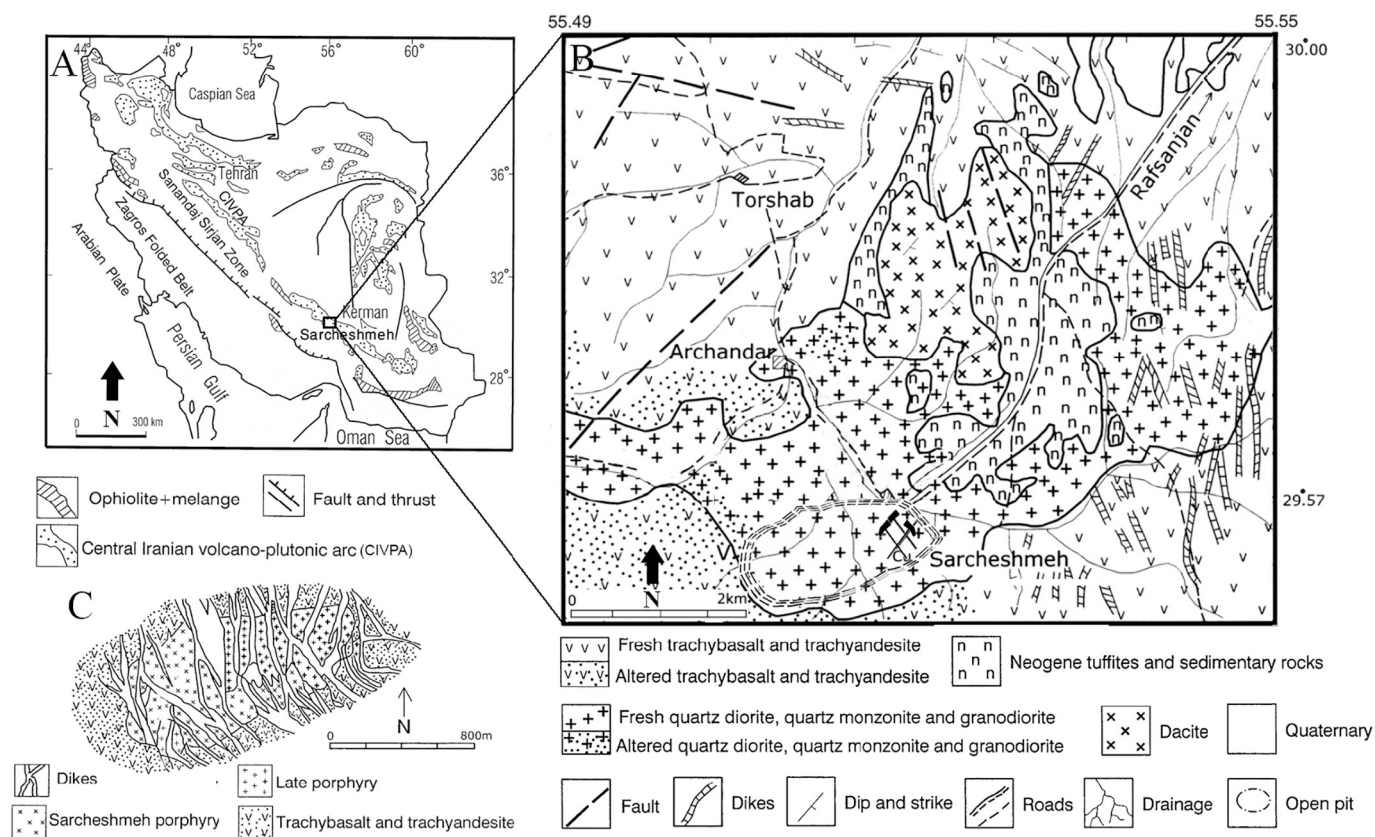 A
44°
48°
52°
56°
60°
Caspian Sea
Tehran
36°
CIVPA
Sanandaj Sirjan Zone
Zagros Folded Belt
Arabian Plate
32°
Kerman
Sarcheshmeh
Persian Gulf
28°
N
0 300 km
Oman Sea
Ophiolite+melange
Fault and thrust
Central Iranian volcano-plutonic arc (CIVPA)
B
55.49
55.55
30.00
Rafsanjan
Torshab
Archandar
29.57
Cu
Sarcheshmeh
N
0 2km
Fresh trachybasalt and trachyandesite
Altered trachybasalt and trachyandesite
Neogene tuffites and sedimentary rocks
Fresh quartz diorite, quartz monzonite and granodiorite
Altered quartz diorite, quartz monzonite and granodiorite
Dacite
Quaternary
Fault
Dikes
Dip and strike
Roads
Drainage
Open pit
C
N
0 800m
Dikes
Late porphyry
Sarcheshmeh porphyry
Trachybasalt and trachyandesite